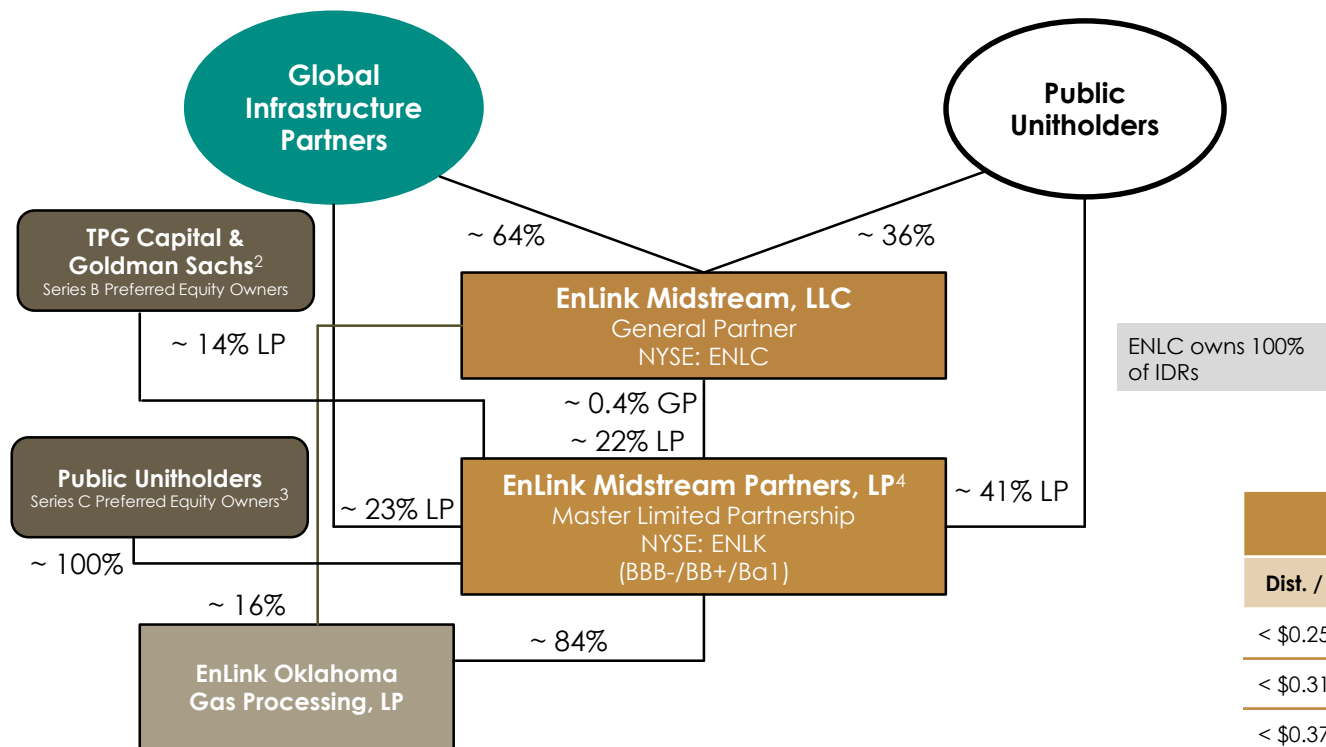 Global
Infrastructure
Partners
Public
Unitholders
~ 64%
~ 36%
TPG Capital &
Goldman Sachs2
Series B Preferred Equity Owners
~ 14% LP
EnLink Midstream, LLC
General Partner
NYSE: ENLC
ENLC owns 100%
of IDRs
~ 0.4% GP
~ 22% LP
Public Unitholders
Series C Preferred Equity Owners3
~ 100%
~ 23% LP
EnLink Midstream Partners, LP4
Master Limited Partnership
NYSE: ENLK
(BBB-/BB+/Ba1)
~ 41% LP
~ 16%
~ 84%
EnLink Oklahoma
Gas Processing, LP
Dist. /
< $0.25
< $0.31
< $0.37